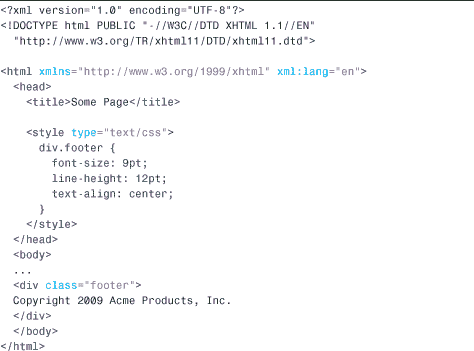 <?xml version="1.0" encoding="UTF-8"?>
<!DOCTYPE html PUBLIC "-//W3C//DTD XHTML 1.1//EN"
  "http://www.w3.org/TR/xhtml11/DTD/xhtml11.dtd">

<html xmlns="http://www.w3.org/1999/xhtml" xml:lang="en">
  <head>
    <title>Some Page</title>

    <style type="text/css">
      div.footer {
        font-size: 9pt;
        line-height: 12pt;
        text-align: center;
      }
    </style>
  </head>
  <body>
  ...
  <div class="footer">
  Copyright 2009 Acme Products, Inc.
  </div>
  </body>
</html>